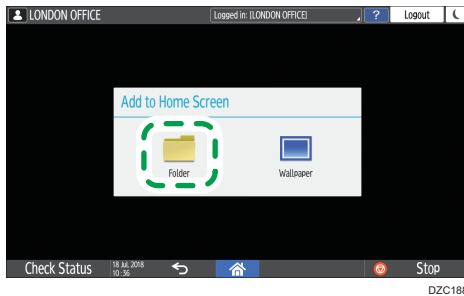 LONDON OFFICE
Logged in: [LONDON OFFICE]
?
Logout
Add to Home Screen
Folder
Wallpaper
Check Status
18 Jul. 2018
10:36
Stop
DZC188